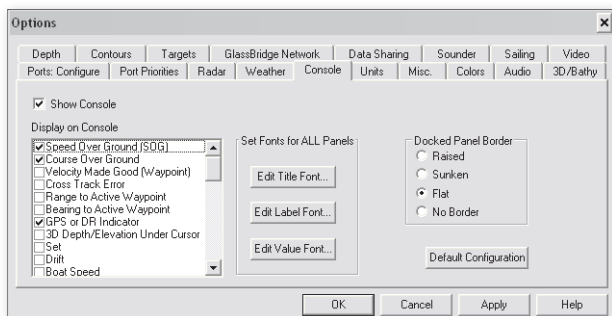 Options
Depth Contours Targets GlassBridge Network Data Sharing Sounder Sailing Video
Ports: Configure Port Priorities Radar Weather Console Units Misc. Colors Audio 3D/Bathy
Show Console
Display on Console
Speed Over Ground (SOG)
Course Over Ground
Velocity Made Good (Waypoint)
Cross Track Error
Range to Active Waypoint
Bearing to Active Waypoint
GPS or DR Indicator
3D Depth/Elevation Under Cursor
Set
Drift
Boat Speed
Set Fonts for ALL Panels
Edit Title Font...
Edit Label Font...
Edit Value Font...
Docked Panel Border
Raised
Sunken
Flat
No Border
Default Configuration
OK Cancel Apply Help